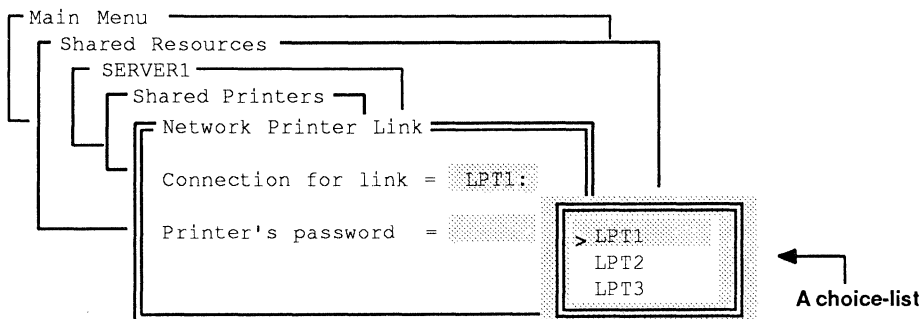 Main Menu
Shared Resources
SERVER1
Shared Printers
Network Printer Link
Connection for link = LPT1:
Printer's password =
> LPT1
LPT2
LPT3
A choice-list